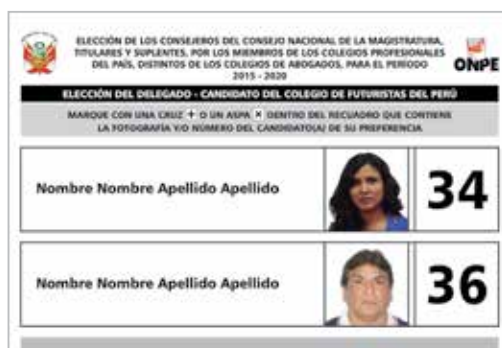 ELECCIÓN DE LOS CONSEJEROS DEL CONSEJO NACIONAL DE LA MAGISTRATURA,
TITULARES Y SUPLENTES, POR LOS MIEMBROS DE LOS COLEGIOS PROFESIONALES
DEL PAÍS, DISTINTOS DE LOS COLEGIOS DE ABOGADOS, PARA EL PERÍODO
2015 - 2020
ONPE
ELECCIÓN DEL DELEGADO - CANDIDATO DEL COLEGIO DE FUTURISTAS DEL PERÚ
MARQUE CON UNA CRUZ + O UN ASPA X DENTRO DEL RECUADRO QUE CONTIENE
LA FOTOGRAFÍA Y/O NÚMERO DEL CANDIDATO(A) DE SU PREFERENCIA
Nombre Nombre Apellido Apellido
34
Nombre Nombre Apellido Apellido
36